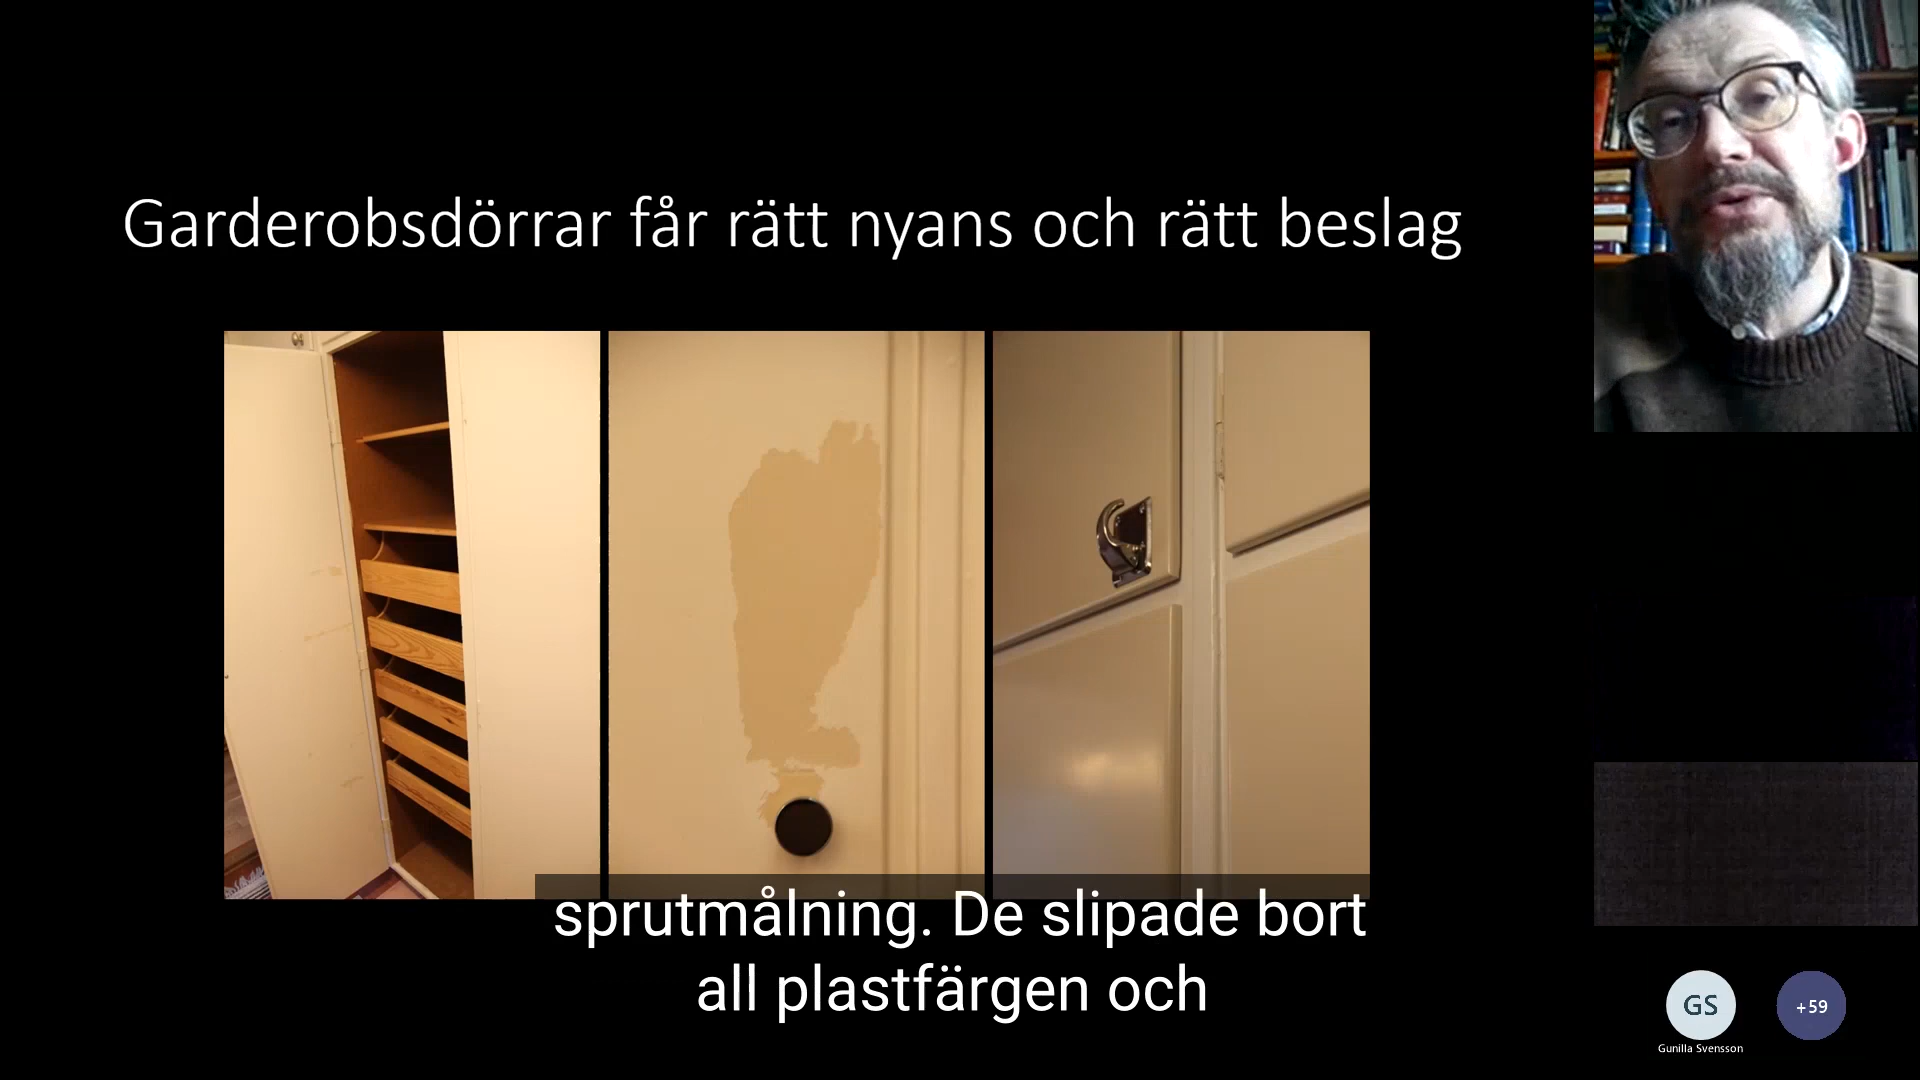 Garderobsdörrar får rätt nyans och rätt beslag
sprutmålning. De slipade bort
all plastfärgen och
GS
+59
Gunilla Svensson